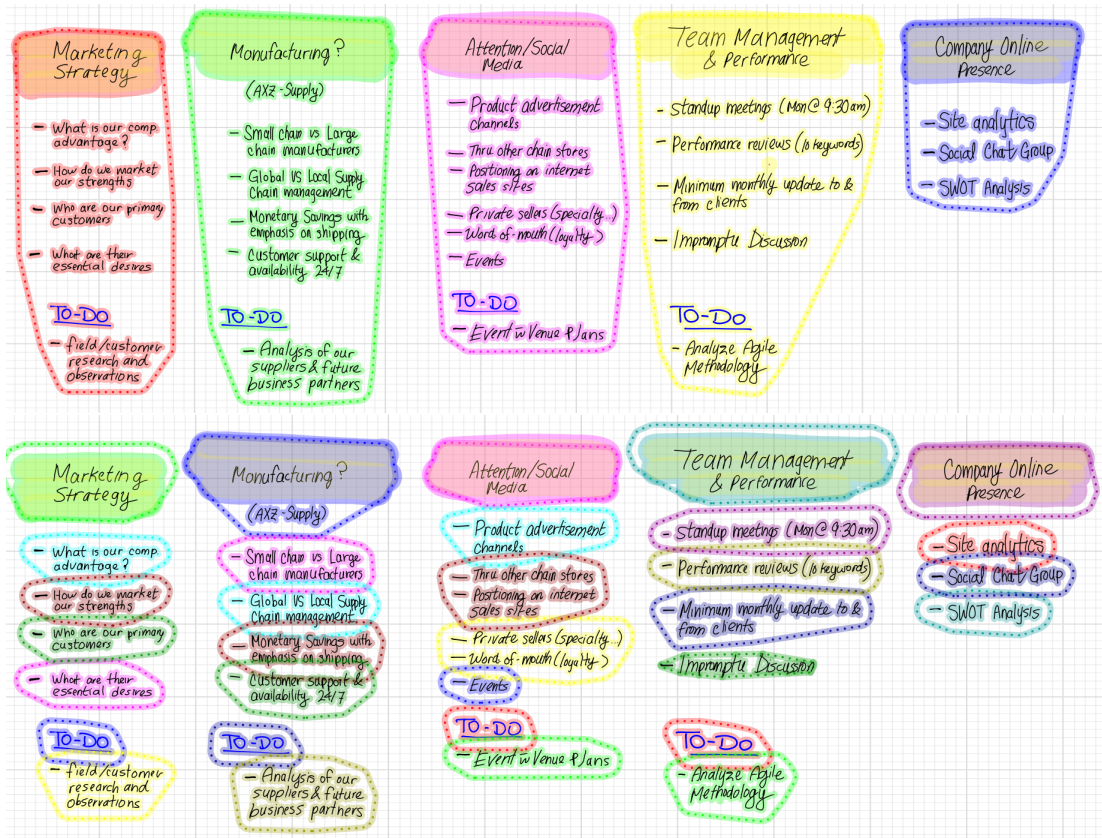 Marketing
Strategy
- What is our comp.
advantage?
- How do we market
our strengths
- Who are our primary
customers
- What are their
essential desires
TO-DO
- field/customer
research and
observations
Manufacturing?
(AXZ-Supply)
- Small chain vs Large
chain manufacturers
- Global VS Local Supply
Chain management
- Monetary Savings with
emphasis on shipping
- Customer support &
availability 24/7
TO-DO
- Analysis of our
suppliers & future
business partners
Attention/Social
Media
- Product advertisement
channels
- Thru other chain stores
- Positioning on internet
sales sites
- Private sellers (specialty...)
- Word of-mouth (loyalty>)
- Events
TO-DO
- Event w Venue Plans
Team Management
& Performance
- Standup meetings (Mon@ 9:30am)
- Performance reviews (10 keywords)
- Minimum monthly update to &
from clients
- Impromptu Discussion
TO-DO
- Analyze Agile
Methodology
Company Online
Presence
- Site analytics
- Social Chat Group
- SWOT Analysis
Marketing
Strategy
- What is our comp.
advantage?
- How do we market
our strengths
- Who are our primary
customers
- What are their
essential desires
TO-DO
- field/customer
research and
observations
Manufacturing?
(AXZ-Supply)
- Small chain vs Large
chain manufacturers
- Global VS Local Supply
Chain management
- Monetary Savings with
emphasis on shipping
- Customer support &
availability 24/7
TO-DO
- Analysis of our
suppliers & future
business partners
Attention/Social
Media
- Product advertisement
channels
- Thru other chain stores
- Positioning on internet
sales sites
- Private sellers (specialty...)
- Word of-mouth (loyalty>)
- Events
TO-DO
- Event w Venue Plans
Team Management
& Performance
- Standup meetings (Mon@ 9:30am)
- Performance reviews (10 keywords)
- Minimum monthly update to &
from clients
- Impromptu Discussion
TO-DO
- Analyze Agile
Methodology
Company Online
Presence
- Site analytics
- Social Chat Group
- SWOT Analysis